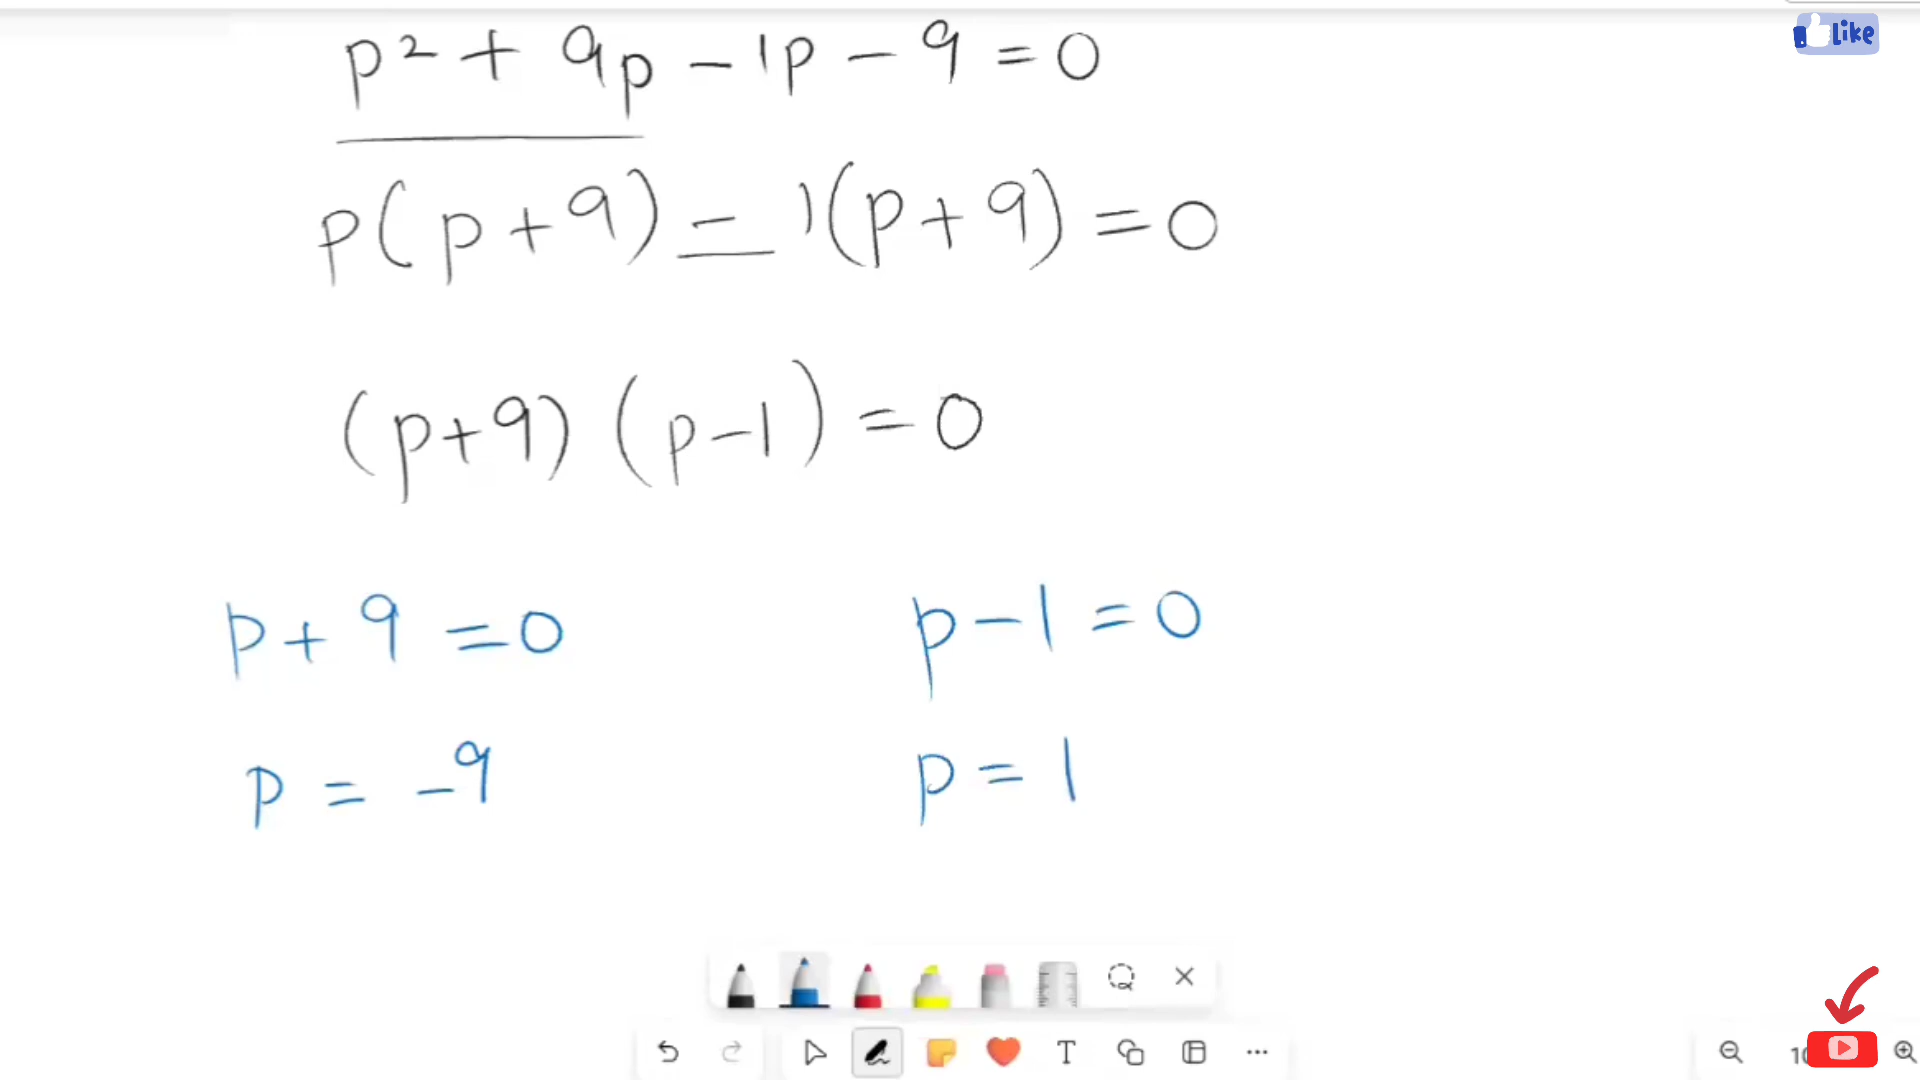 Like
p² + 9p - 1p - 9 = 0
p(p+9) - 1(p+9) = 0
(p+9) (p-1) = 0
p + 9 = 0
p - 1 = 0
p = -9
p = 1
T